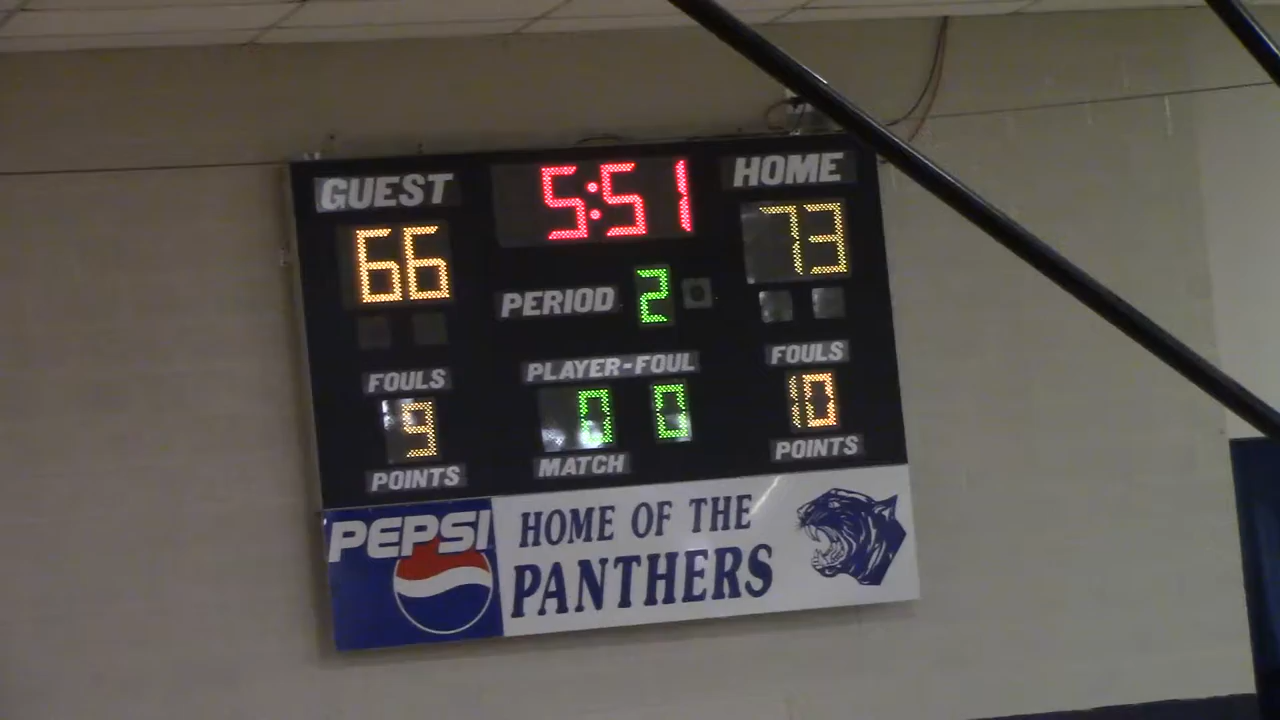 GUEST 5:51 HOME
66 73
PERIOD 2
PLAYER-FOUL
FOULS FOULS
9 0 0 10
POINTS MATCH POINTS
PEPSI HOME OF THE
PANTHERS